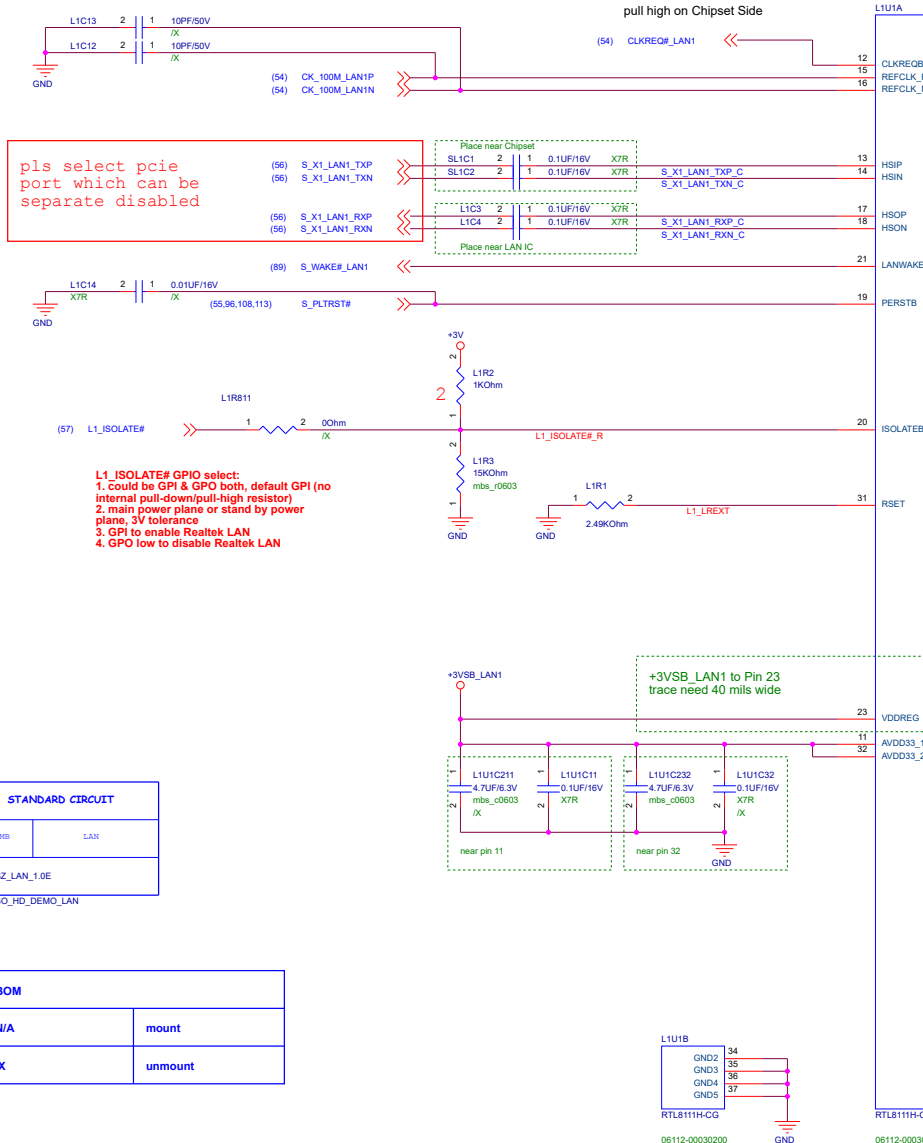 pull high on Chipset Side
L1U1A
L1C13 2 1 10PF/50V
/X
L1C12 2 1 10PF/50V
/X
GND
(54) CLKREQ#_LAN1
(54) CK_100M_LAN1P
(54) CK_100M_LAN1N
12 CLKREQB
15
16
pls select pcie
port which can be
separate disabled
Place near Chipset
(56) S_X1_LAN1_TXP SL1C1 2 1 0.1UF/16V X7R 13 HSIP
(56) S_X1_LAN1_TXN SL1C2 2 1 0.1UF/16V X7R S_X1_LAN1_TXP_C 14 HSIN
S_X1_LAN1_TXN_C
(56) S_X1_LAN1_RXP L1C3 2 1 0.1UF/16V X7R 17 HSOP
(56) S_X1_LAN1_RXN L1C4 2 1 0.1UF/16V X7R S_X1_LAN1_RXP_C 18 HSON
S_X1_LAN1_RXN_C
Place near LAN IC
(89) S_WAKE#_LAN1 21 LANWAKE
L1C14 2 1 0.01UF/16V
X7R /X
GND
(55,96,108,113) S_PLTRST# 19 PERSTB
+3V
2
L1R2
1KOhm
2
1
L1R811
(57) L1_ISOLATE# 1 2 0Ohm
/X
L1_ISOLATE#_R
20 ISOLATEB
2
L1R3
15KOhm
mbs_r0603
1
GND
L1_ISOLATE# GPIO select:
1. could be GPI & GPO both, default GPI (no
internal pull-down/pull-high resistor)
2. main power plane or stand by power
plane, 3V tolerance
3. GPI to enable Realtek LAN
4. GPO low to disable Realtek LAN
L1R1
1 2
2.49KOhm
GND
L1_LREXT
31 RSET
+3VSB_LAN1
+3VSB_LAN1 to Pin 23
trace need 40 mils wide
23 VDDREG
11
32
1 L1U1C211
4.7UF/6.3V
2 mbs_c0603
/X
1 L1U1C11
0.1UF/16V
2 X7R
near pin 11
1 L1U1C232
4.7UF/6.3V
2 mbs_c0603
1 L1U1C32
0.1UF/16V
2 X7R
/X
near pin 32
GND
STANDARD CIRCUIT
MB LAN
Z_LAN_1.0E
O_HD_DEMO_LAN
BOM
N/A mount
X unmount
L1U1B
GND2 34
GND3 35
GND4 36
GND5 37
RTL8111H-CG
06112-00030200
GND